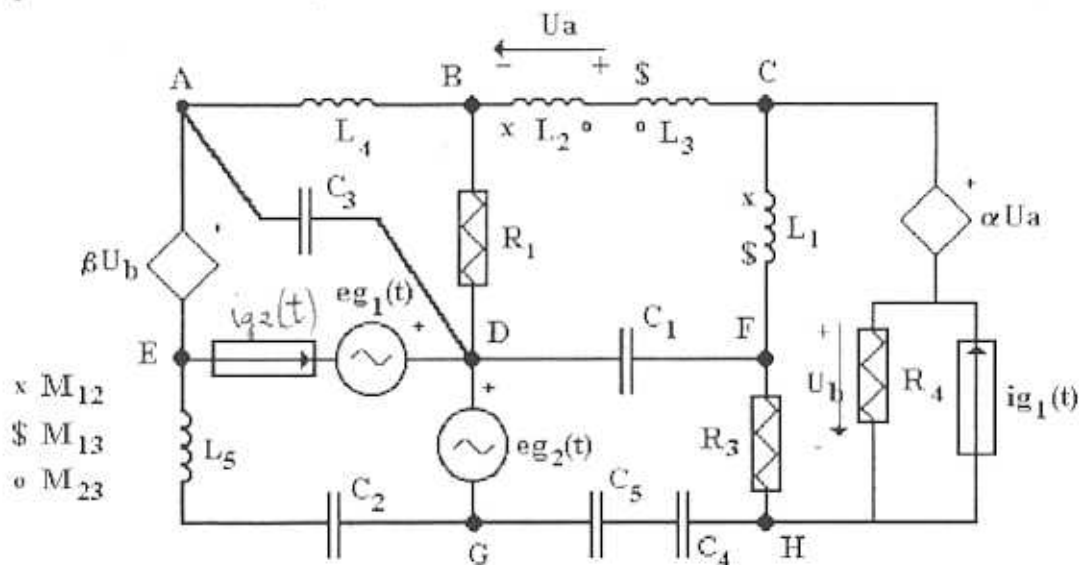 Ua
- +
A B $ C
x L2 o o L3
L4
C3
x
L1
$
+
αUa
R1
βUb
ig2(t)
eg1(t)
+
E
D
C1
F
+
Ub
-
R4
ig1(t)
x M12
$ M13
o M23
L5
+
eg2(t)
R3
C2
C5
C4
G
H